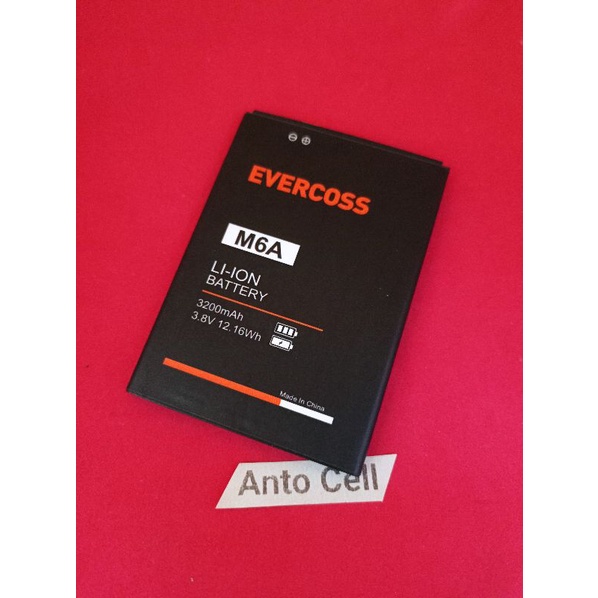 EVERCOSS
M6A
LI-ION
BATTERY
3200mAh
3.8V 12.16Wh
Made In China
Anto Cell